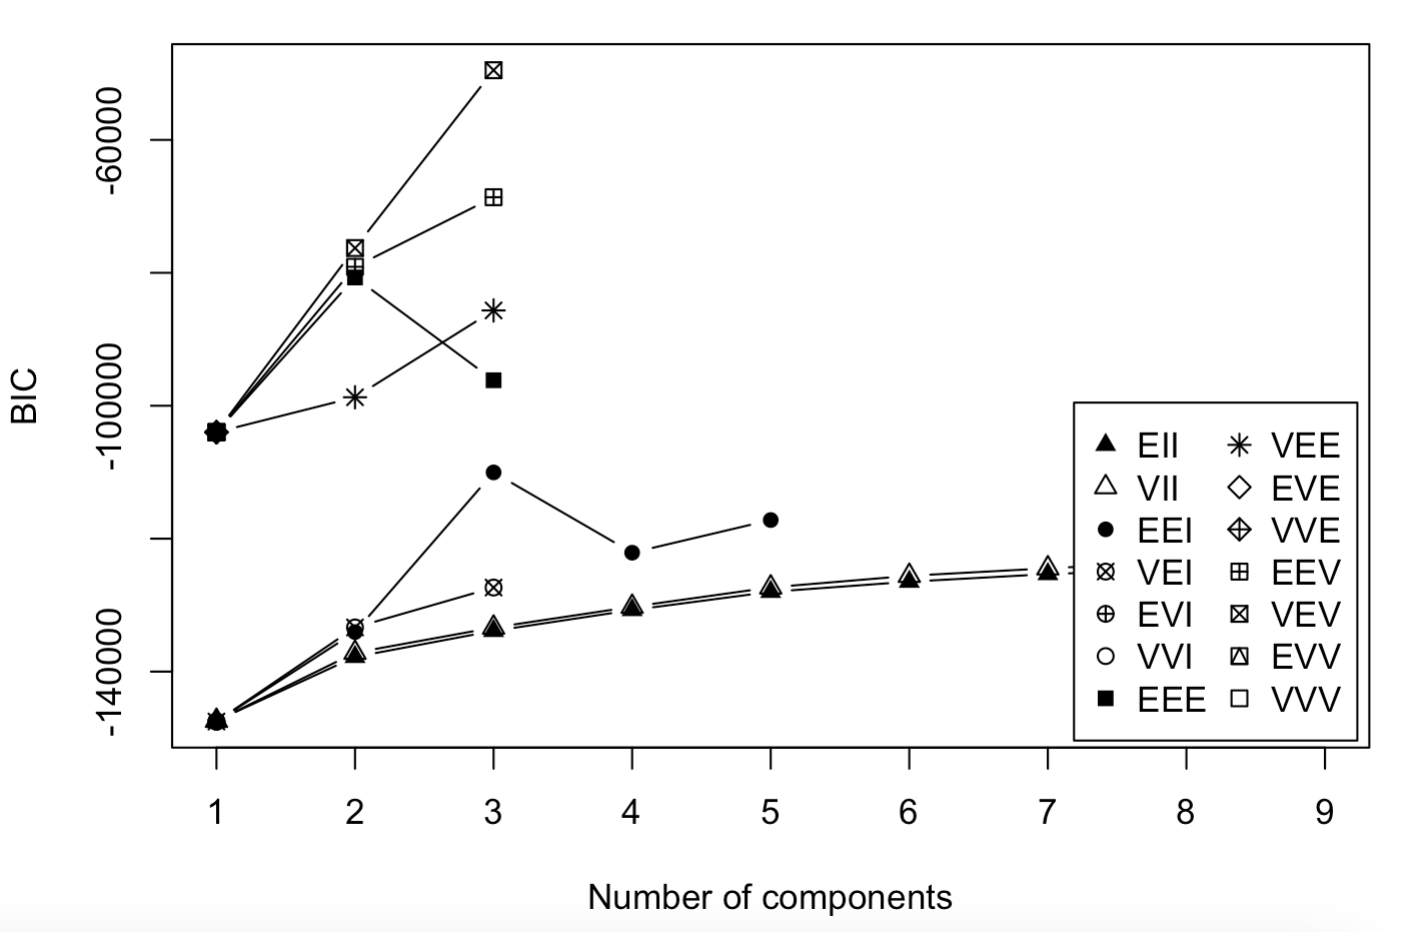 BIC
-60000
-100000
-140000
EII VEE
VII EVE
EEI VVE
VEI EEV
EVI VEV
VVI EVV
EEE VVV
1 2 3 4 5 6 7 8 9
Number of components